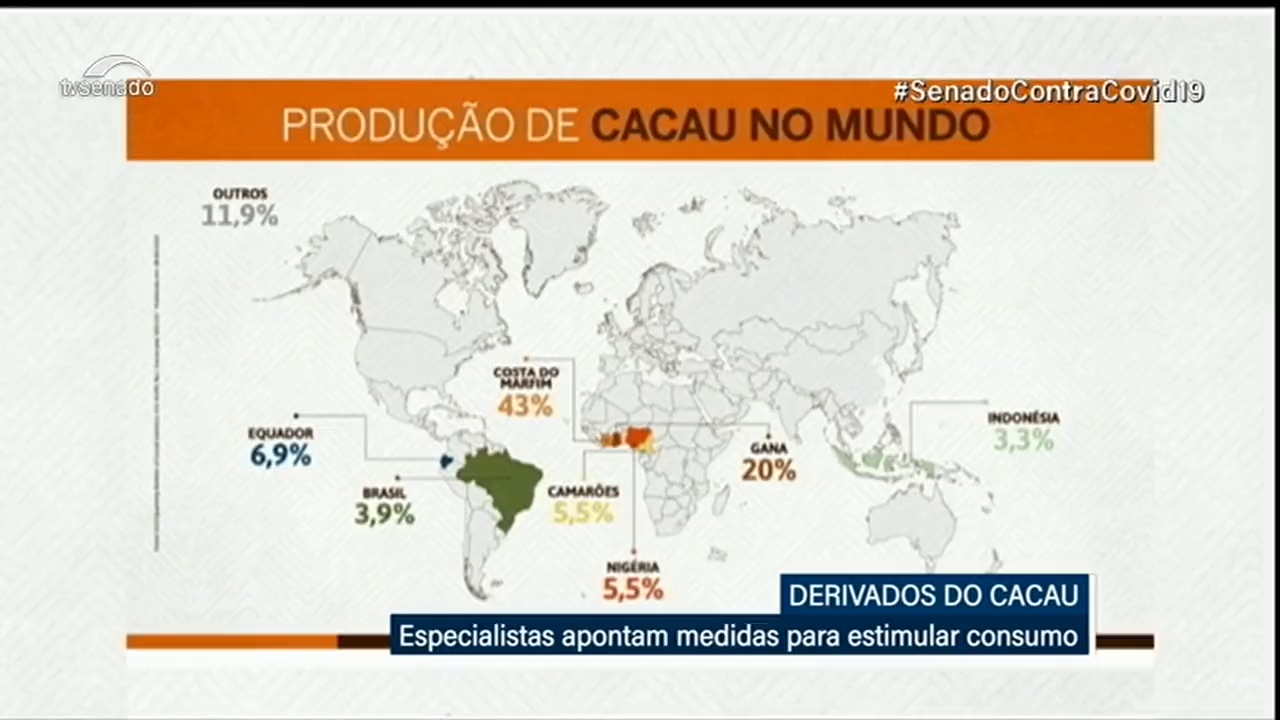 tvsenado
#SenadoContraCovid19
PRODUÇÃO DE CACAU NO MUNDO
OUTROS
11,9%
COSTA DO
MARFIM
43%
EQUADOR
6,9%
BRASIL
3,9%
CAMARÕES
5,5%
GANA
20%
INDONÉSIA
3,3%
NIGÉRIA
5,5%
DERIVADOS DO CACAU
Especialistas apontam medidas para estimular consumo